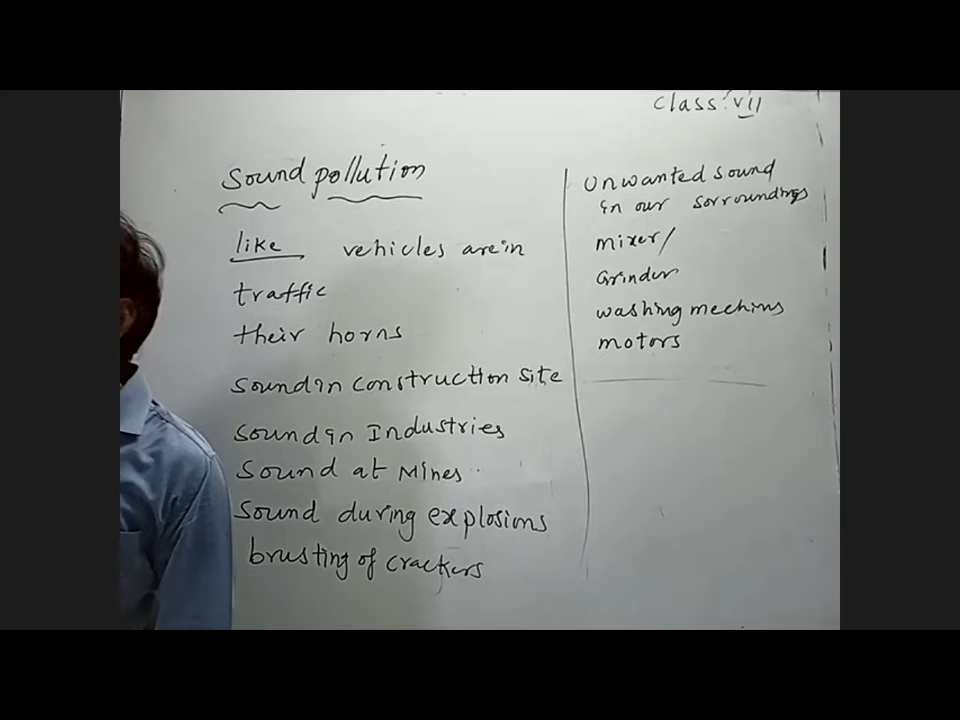 Class: VII
Sound pollution
like vehicles are in
traffic
their horns
Sound in construction site
Sound in Industries
Sound at Mines
Sound during explosions
brusting of crackers
Unwanted sound
in our sorroundings
mixer/
Grinder
washing mechins
motors